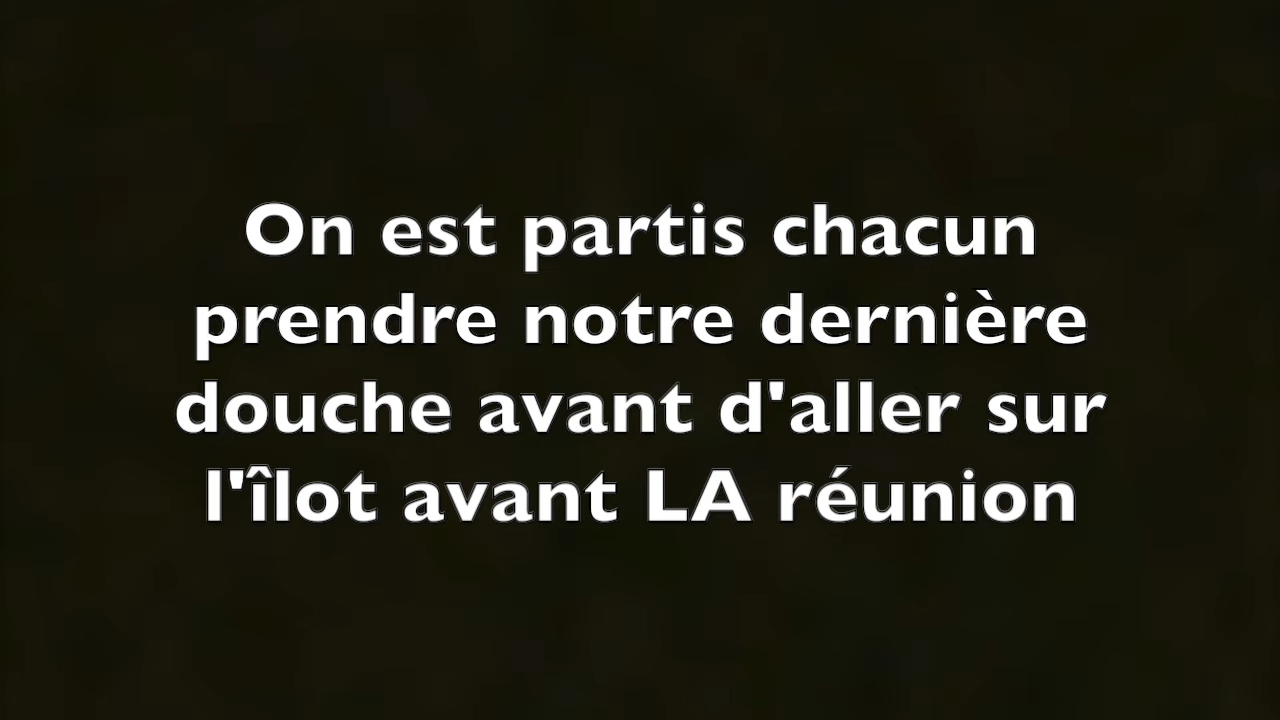 On est partis chacun
prendre notre dernière
douche avant d'aller sur
l'îlot avant LA réunion